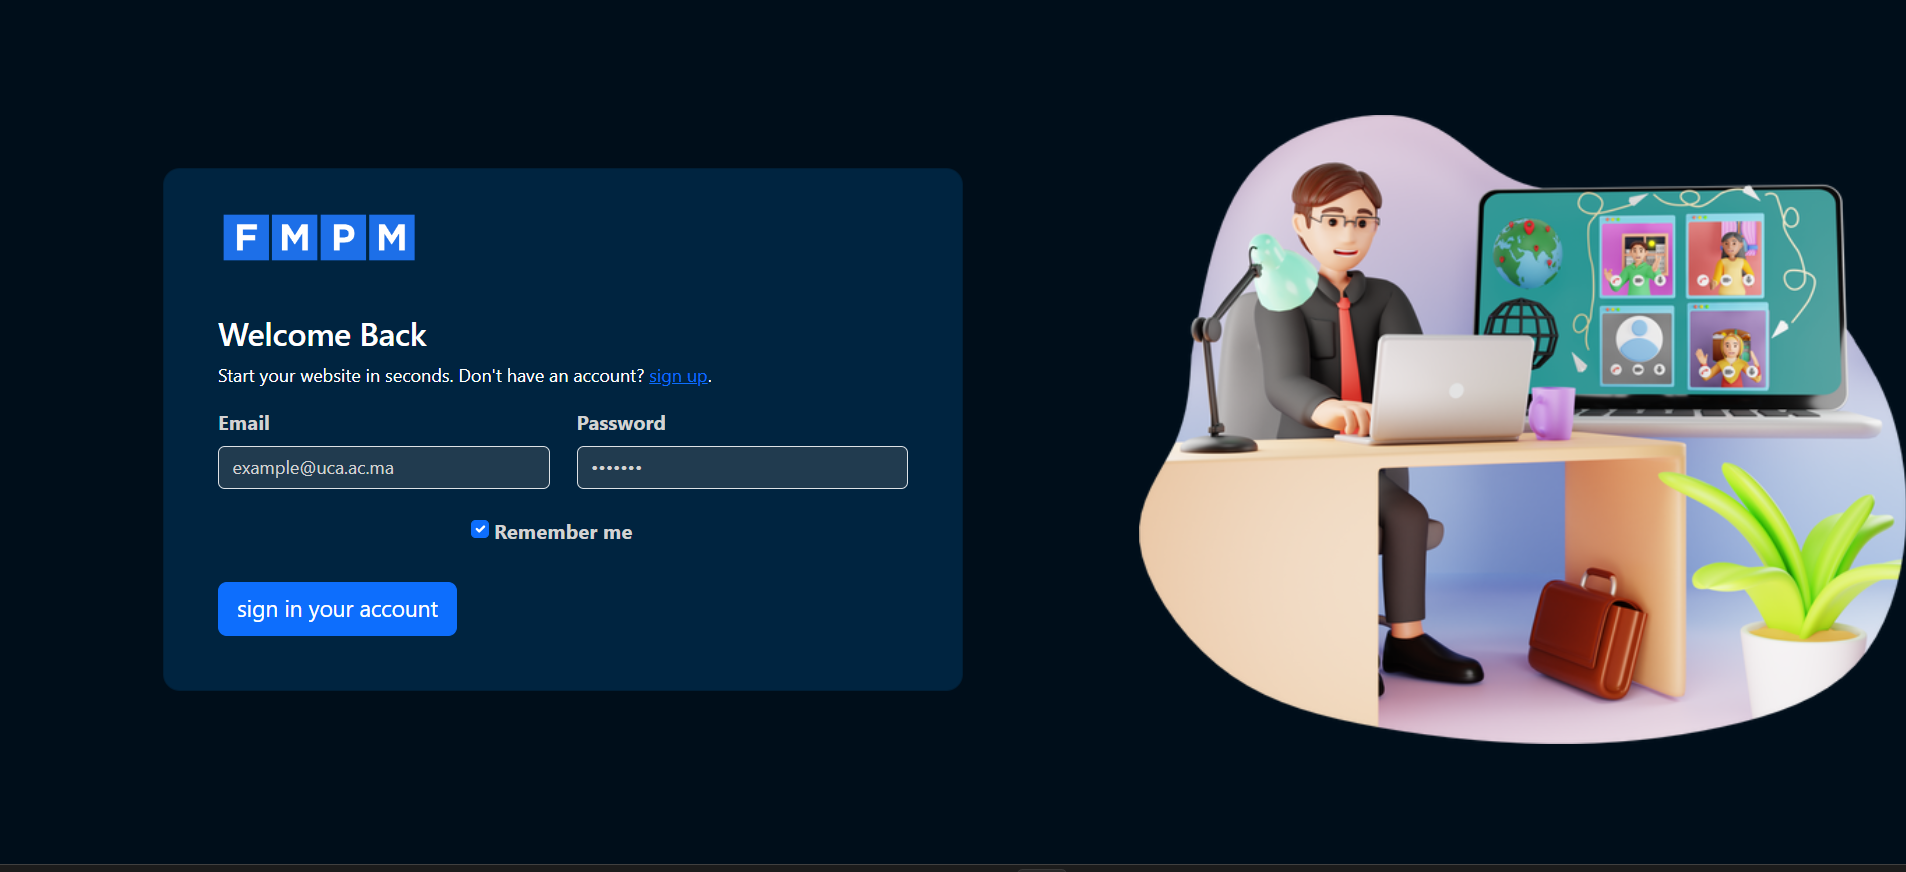 FMPM
Welcome Back
Start your website in seconds. Don't have an account? sign up.
Email
Password
example@uca.ac.ma
•••••••
Remember me
sign in your account